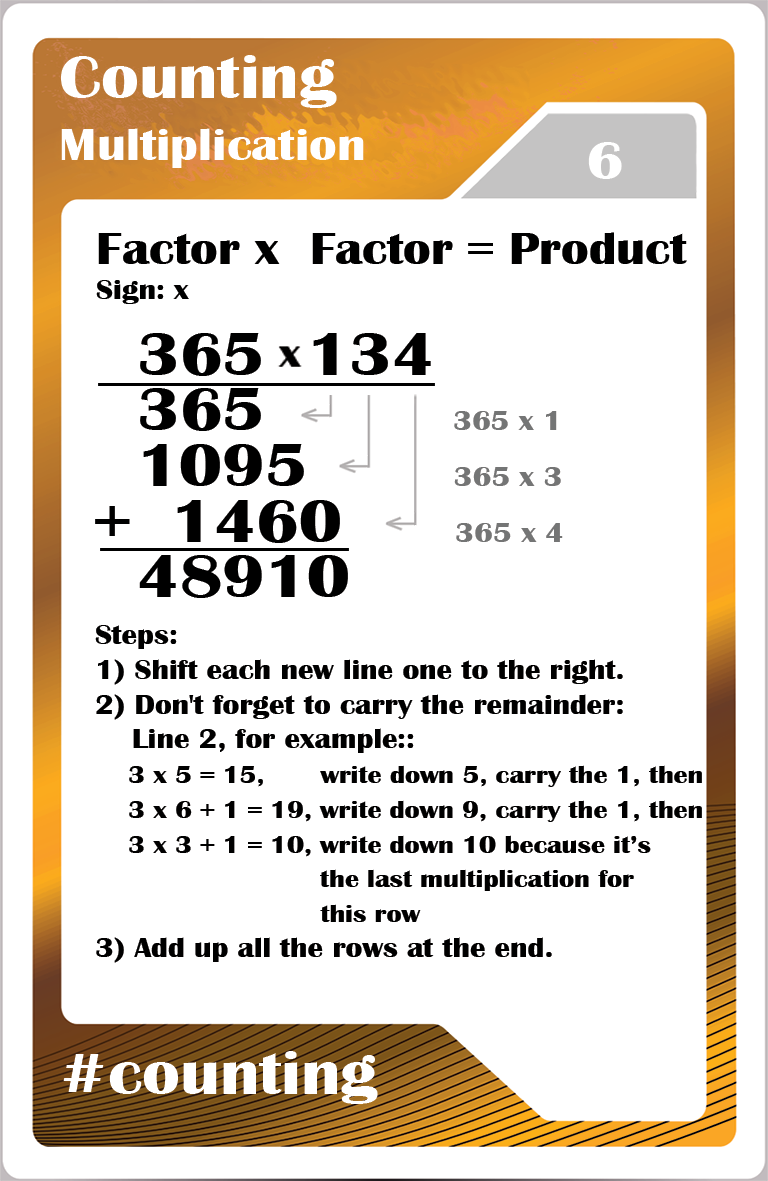 Counting
Multiplication
6
Factor x Factor = Product
Sign: x
365 x 134
365
365 x 1
1095
365 x 3
+ 1460
365 x 4
48910
Steps:
1) Shift each new line one to the right.
2) Don't forget to carry the remainder:
Line 2, for example::
3 x 5 = 15, write down 5, carry the 1, then
3 x 6 + 1 = 19, write down 9, carry the 1, then
3 x 3 + 1 = 10, write down 10 because it’s
the last multiplication for
this row
3) Add up all the rows at the end.
#counting